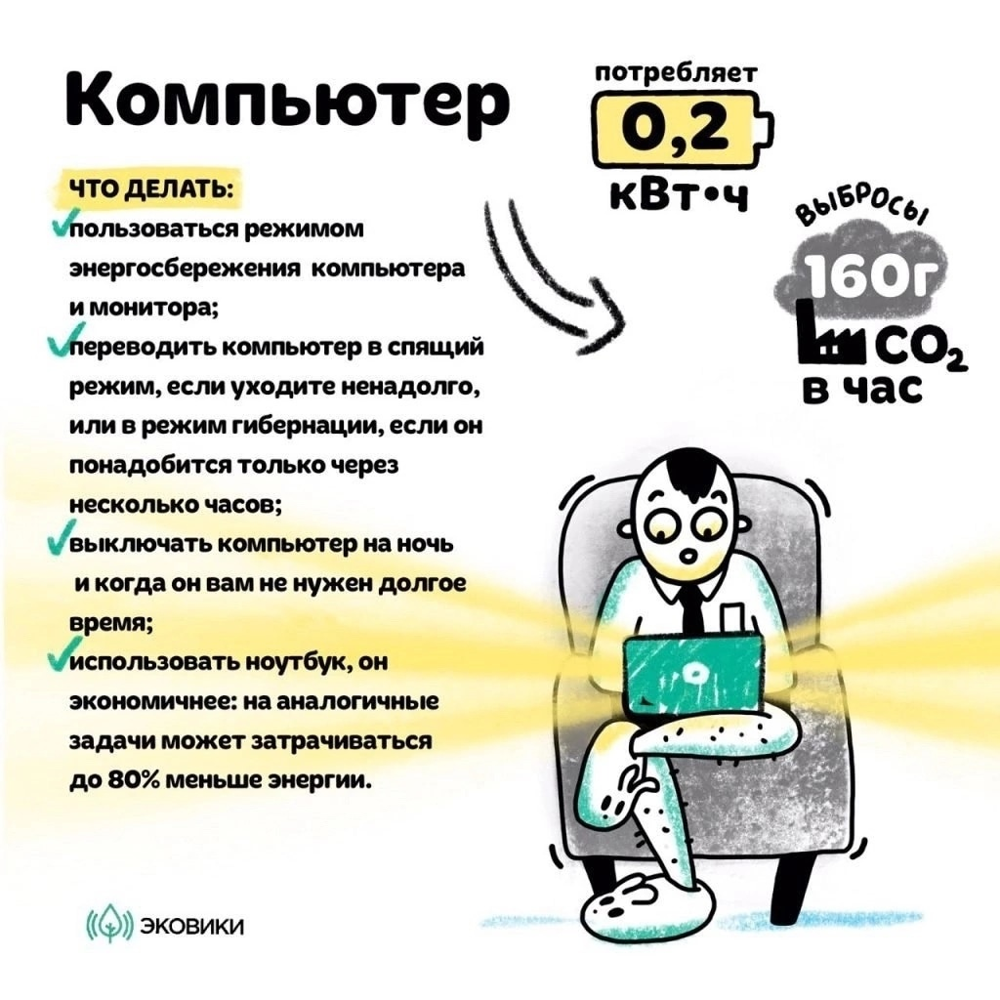 Компьютер
потребляет
0,2
кВт•ч
ВЫБРОСЫ
160г
CO₂
в час
ЧТО ДЕЛАТЬ:
пользоваться режимом
энергосбережения компьютера
и монитора;
переводить компьютер в спящий
режим, если уходите ненадолго,
или в режим гибернации, если он
понадобится только через
несколько часов;
выключать компьютер на ночь
и когда он вам не нужен долгое
время;
использовать ноутбук, он
экономичнее: на аналогичные
задачи может затрачиваться
до 80% меньше энергии.
ЭКОВИКИ